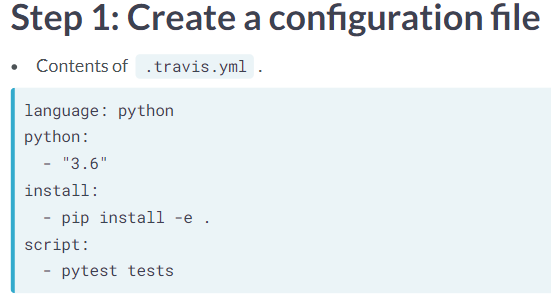 Step 1: Create a configuration file
• Contents of .travis.yml .
language: python
python:
  - "3.6"
install:
  - pip install -e .
script:
  - pytest tests